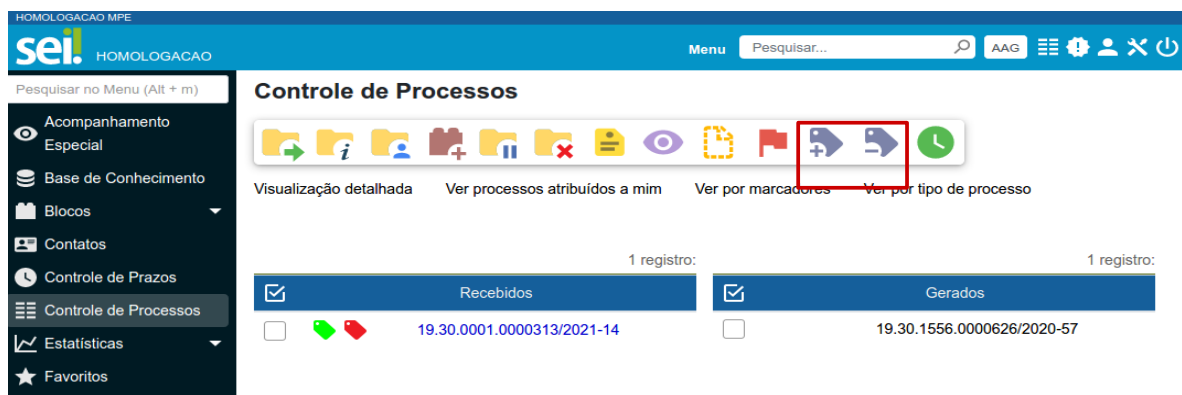 HOMOLOGACAO MPE
sei! HOMOLOGACAO
Menu Pesquisar... AAG
Pesquisar no Menu (Alt + m)
Acompanhamento
Especial
Base de Conhecimento
Blocos
Contatos
Controle de Prazos
Controle de Processos
Estatísticas
Favoritos
Controle de Processos
Visualização detalhada Ver processos atribuídos a mim Ver por marcadores Ver por tipo de processo
1 registro: 1 registro:
Recebidos Gerados
19.30.0001.0000313/2021-14 19.30.1556.0000626/2020-57